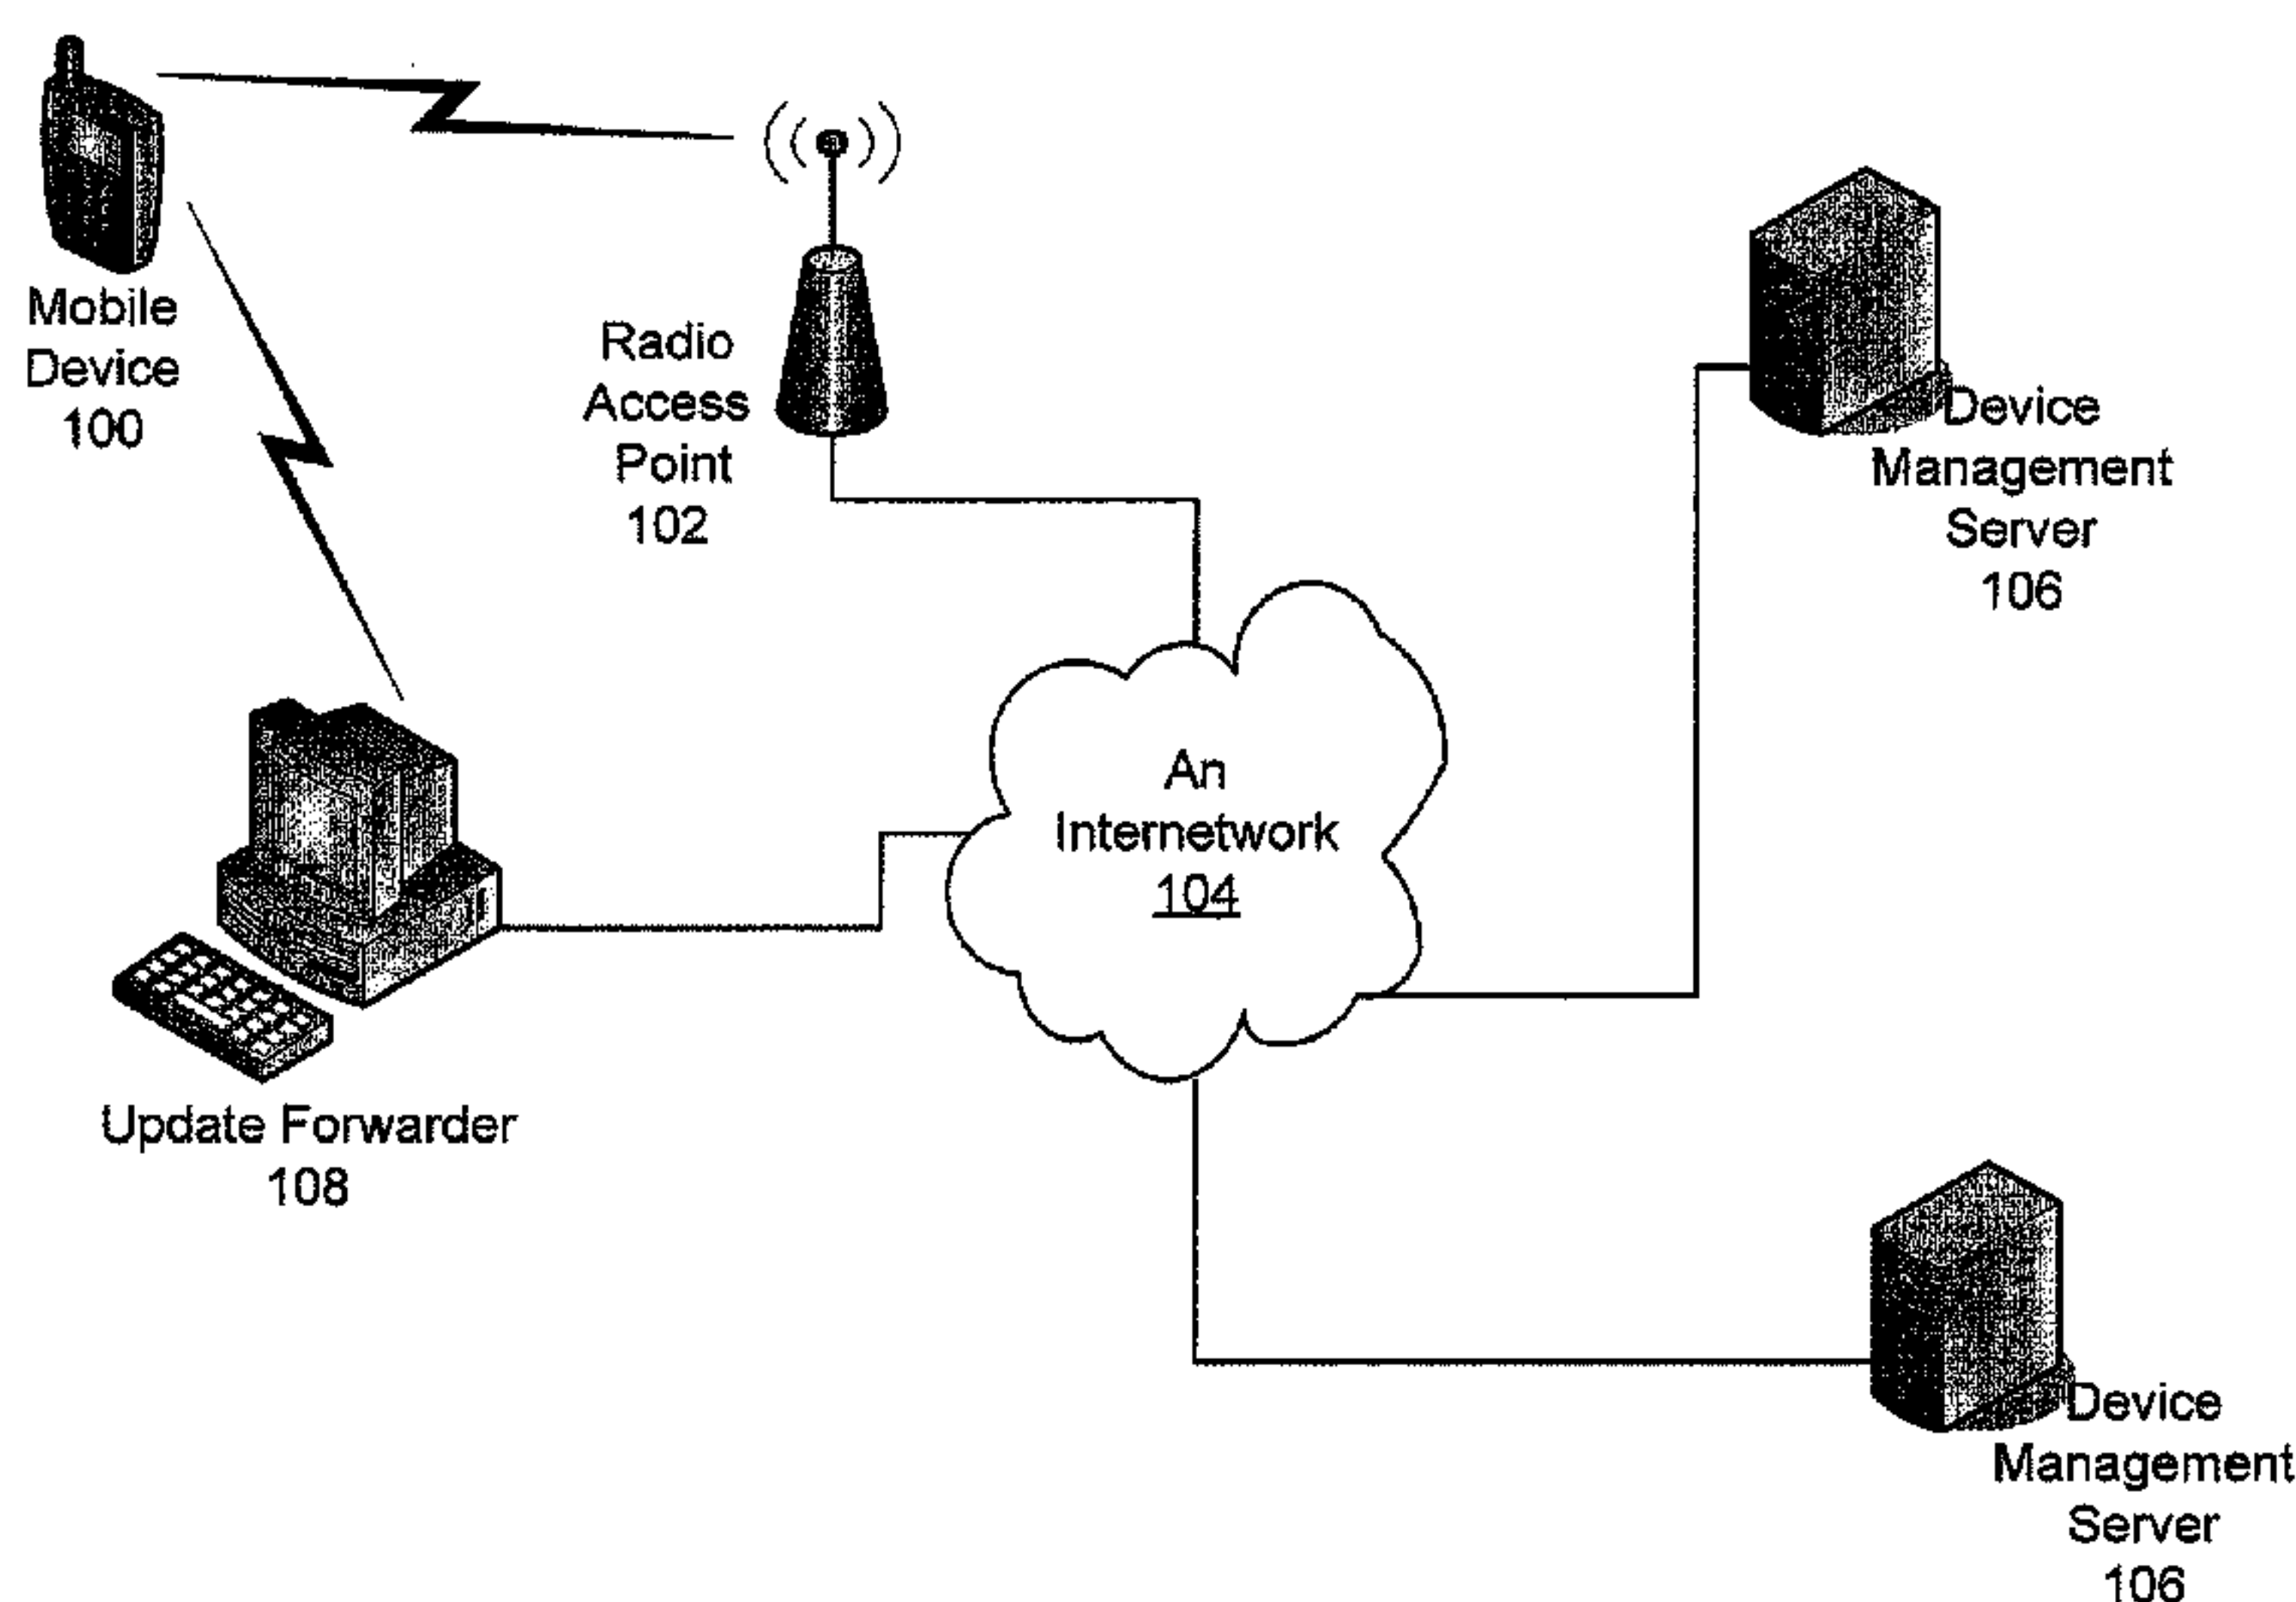 Mobile
Device
100
Radio
Access
Point
102
Device
Management
Server
106
An
Internetwork
104
Update Forwarder
108
Device
Management
Server
106